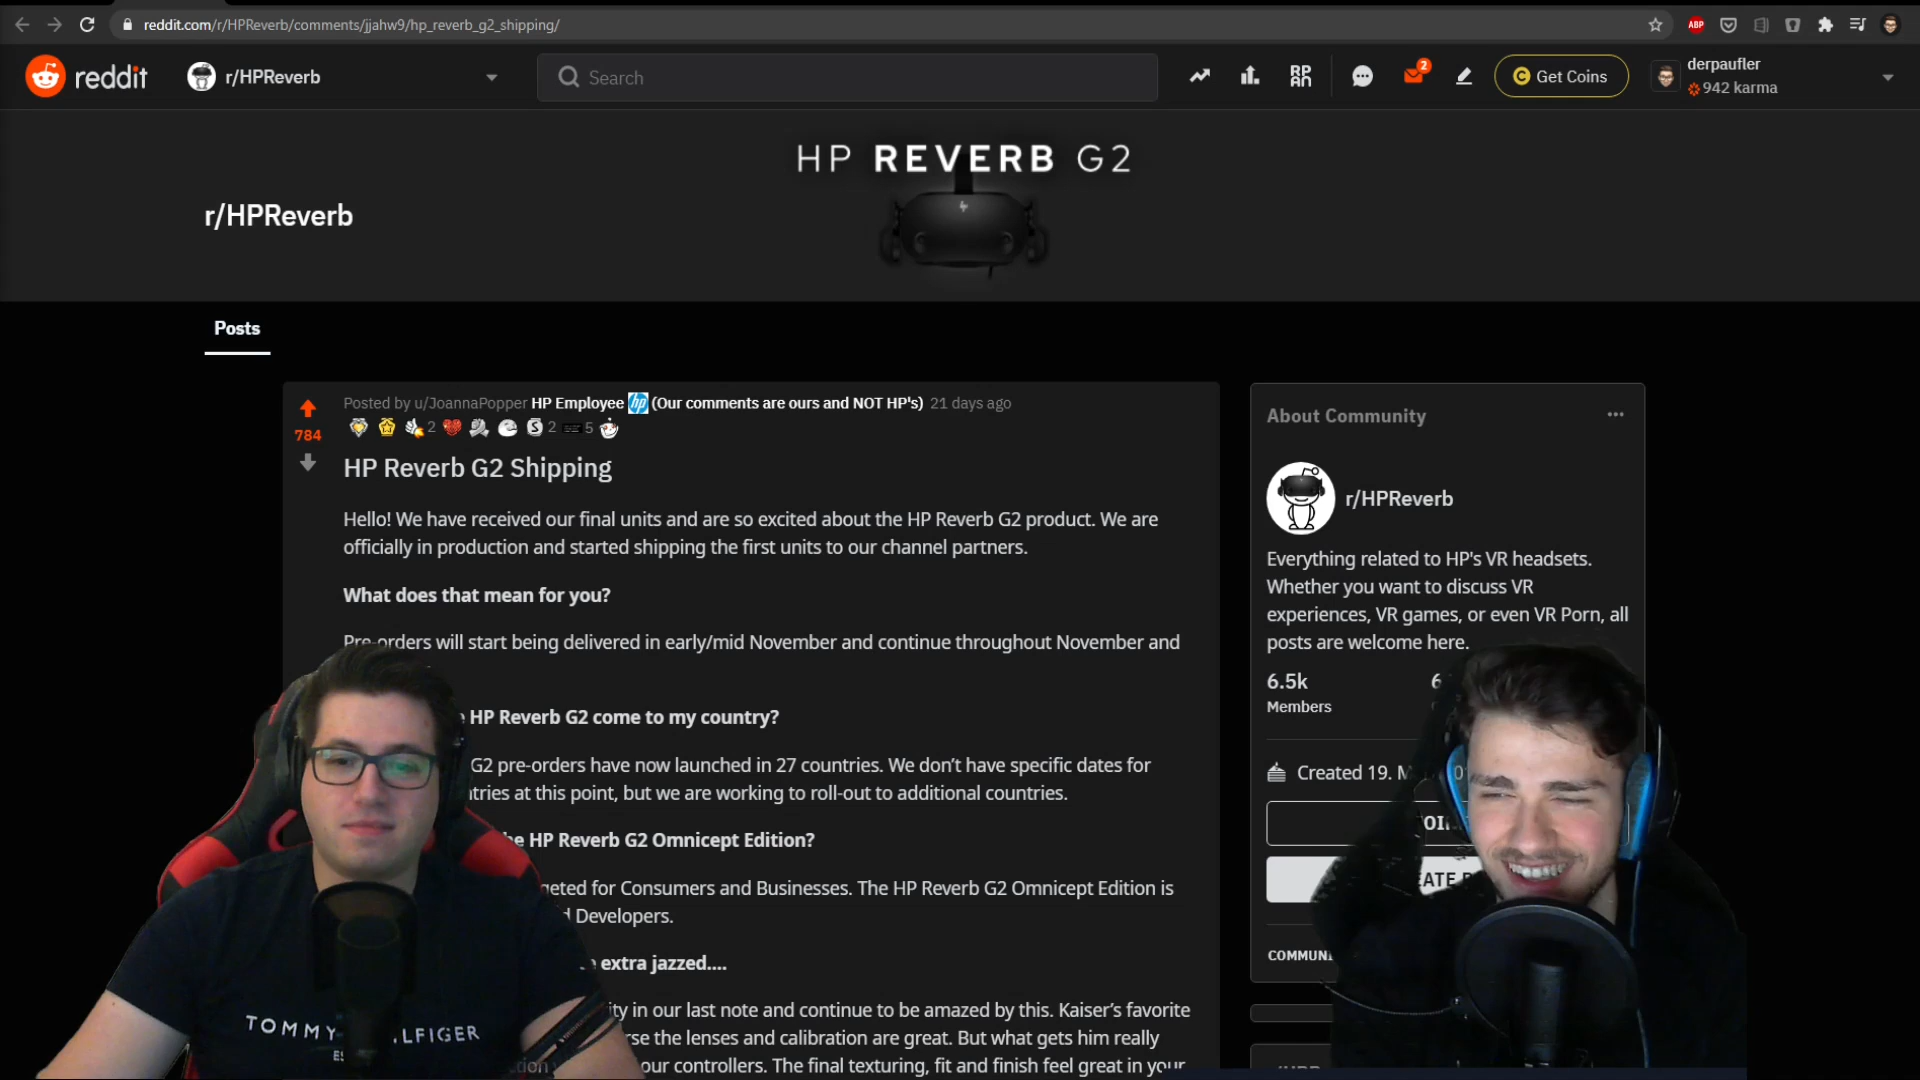 reddit.com/r/HPReverb/comments/jjahw9/hp_reverb_g2_shipping/
ABP
reddit
r/HPReverb
Search
RPAN
2
Get Coins
derpaufler
942 karma
HP REVERB G2
r/HPReverb
Posts
784
Posted by u/JoannaPopper HP Employee hp (Our comments are ours and NOT HP's) 21 days ago
2
S 2
5
HP Reverb G2 Shipping
Hello! We have received our final units and are so excited about the HP Reverb G2 product. We are
officially in production and started shipping the first units to our channel partners.
What does that mean for you?
Pre-orders will start being delivered in early/mid November and continue throughout November and
HP Reverb G2 come to my country?
G2 pre-orders have now launched in 27 countries. We don't have specific dates for
at this point, but we are working to roll-out to additional countries.
HP Reverb G2 Omnicept Edition?
for Consumers and Businesses. The HP Reverb G2 Omnicept Edition is
Developers.
extra jazzed....
in our last note and continue to be amazed by this. Kaiser's favorite
the lenses and calibration are great. But what gets him really
our controllers. The final texturing, fit and finish feel great in your
About Community
r/HPReverb
Everything related to HP's VR headsets.
Whether you want to discuss VR
experiences, VR games, or even VR Porn, all
posts are welcome here.
6.5k
Members
Created 19.
TOMMY